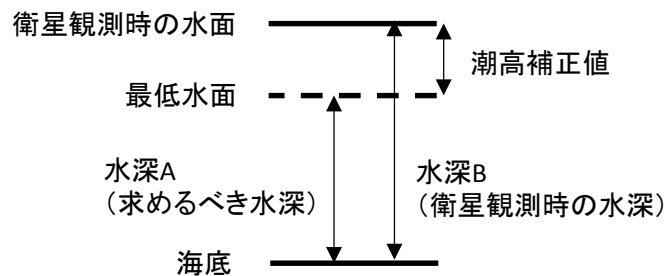 衛星観測時の水面
潮高補正値
最低水面
水深A
（求めるべき水深）
水深B
（衛星観測時の水深）
海底